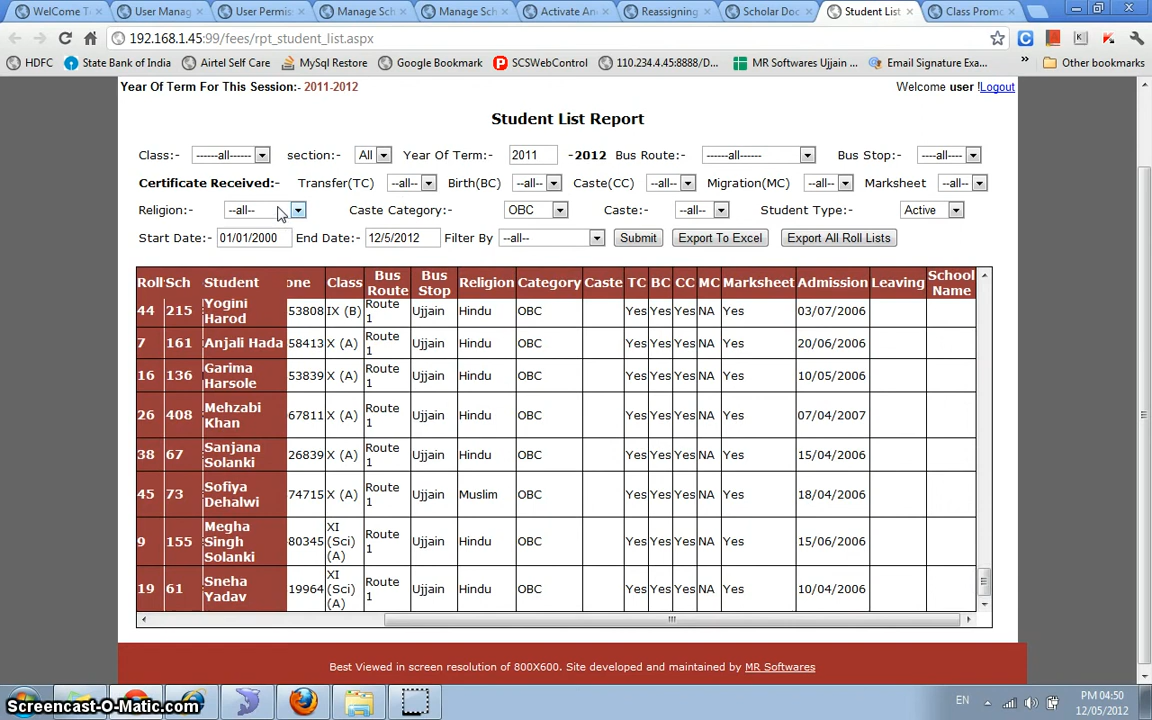 WelCome T
User Manag
User Permis
Manage Sch
Manage Sch
Activate An
Reassigning
Scholar Doc
Student List
Class Promo
192.168.1.45:99/fees/rpt_student_list.aspx
HDFC State Bank of India Airtel Self Care MySql Restore Google Bookmark SCSWebControl 110.234.4.45:8888/D... MR Softwares Ujjain ... Email Signature Exa... » Other bookmarks
Year Of Term For This Session:- 2011-2012 Welcome user !Logout
Student List Report
Class:- ------all------ section:- All Year Of Term:- 2011 -2012 Bus Route:- ------all------ Bus Stop:- ----all----
Certificate Received:- Transfer(TC) --all-- Birth(BC) --all-- Caste(CC) --all-- Migration(MC) --all-- Marksheet --all--
Religion:- --all-- Caste Category:- OBC Caste:- --all-- Student Type:- Active
Start Date:- 01/01/2000 End Date:- 12/5/2012 Filter By --all-- Submit Export To Excel Export All Roll Lists
Roll Sch Student one Class Bus Route Bus Stop Religion Category Caste TC BC CC MC Marksheet Admission Leaving School Name
44 215 Yogini Harod 53808 IX (B) Route 1 Ujjain Hindu OBC Yes Yes Yes NA Yes 03/07/2006
7 161 Anjali Hada 58413 X (A) Route 1 Ujjain Hindu OBC Yes Yes Yes NA Yes 20/06/2006
16 136 Garima Harsole 53839 X (A) Route 1 Ujjain Hindu OBC Yes Yes Yes NA Yes 10/05/2006
26 408 Mehzabi Khan 67811 X (A) Route 1 Ujjain Hindu OBC Yes Yes Yes NA Yes 07/04/2007
38 67 Sanjana Solanki 26839 X (A) Route 1 Ujjain Hindu OBC Yes Yes Yes NA Yes 15/04/2006
45 73 Sofiya Dehalwi 74715 X (A) Route 1 Ujjain Muslim OBC Yes Yes Yes NA Yes 18/04/2006
9 155 Megha Singh Solanki 80345 XI (Sci) (A) Route 1 Ujjain Hindu OBC Yes Yes Yes NA Yes 15/06/2006
19 61 Sneha Yadav 19964 XI (Sci) (A) Route 1 Ujjain Hindu OBC Yes Yes Yes NA Yes 10/04/2006
Best Viewed in screen resolution of 800X600. Site developed and maintained by MR Softwares
EN PM 04:50
12/05/2012
Screencast-O-Matic.com